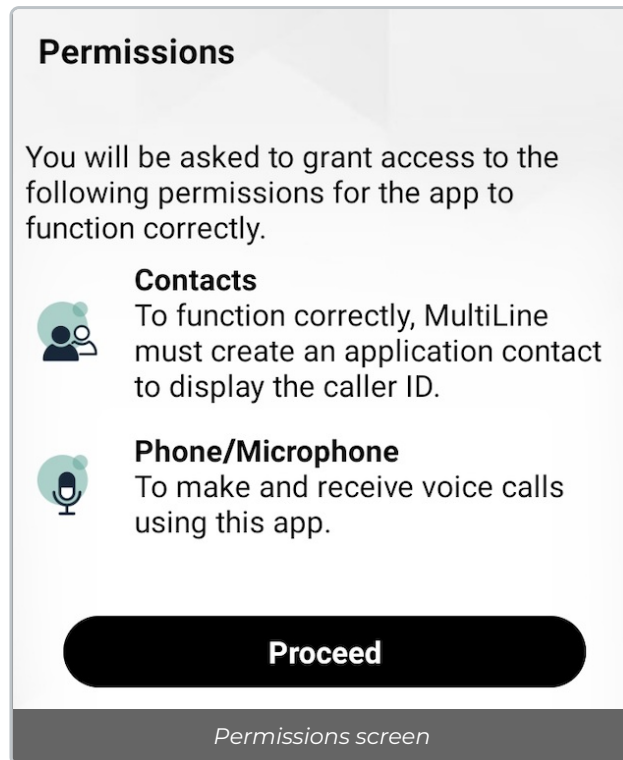 Permissions
You will be asked to grant access to the
following permissions for the app to
function correctly.
Contacts
To function correctly, MultiLine
must create an application contact
to display the caller ID.
Phone/Microphone
To make and receive voice calls
using this app.
Proceed
Permissions screen